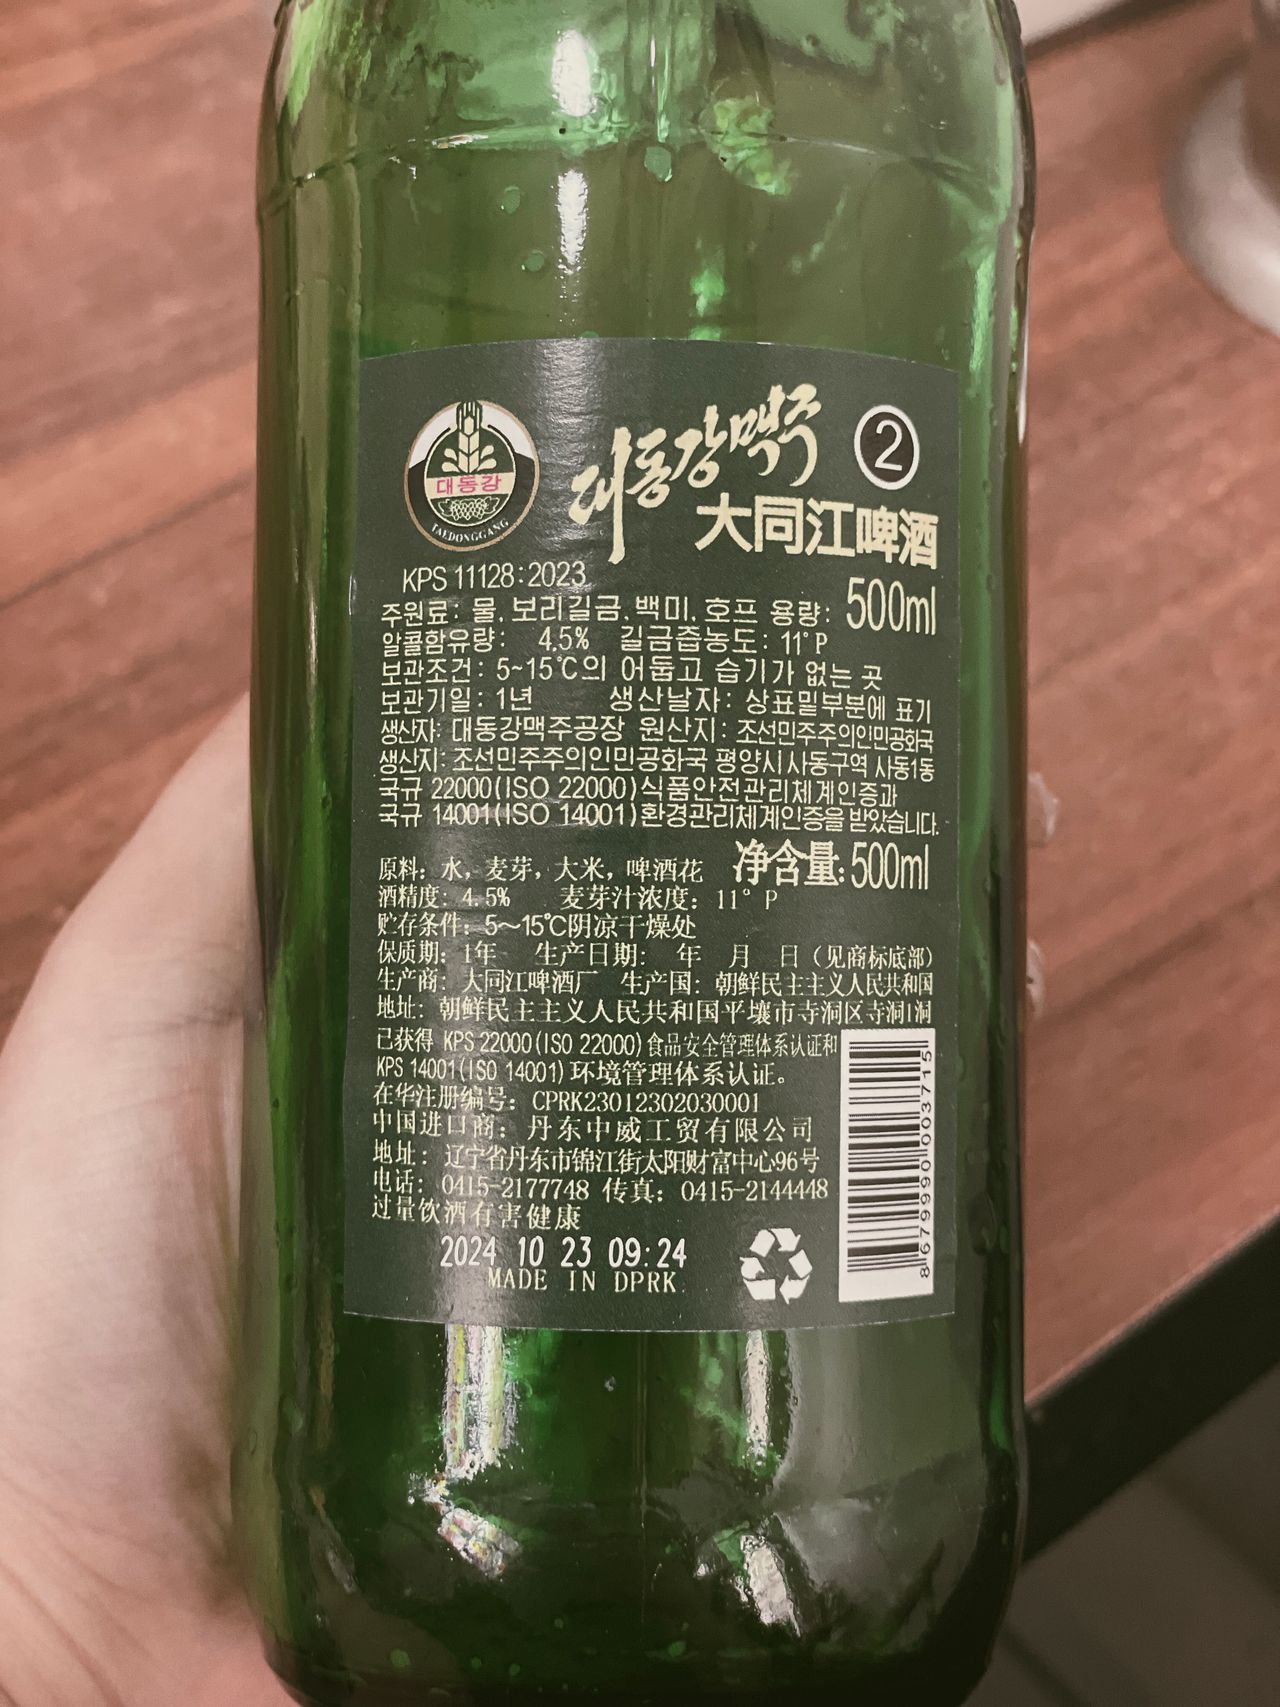 대동강
TAEDONGGANG
대동강맥주 2
大同江啤酒
KPS 11128:2023
주원료: 물, 보리길금, 백미, 호프 용량: 500ml
알콜함유량: 4.5% 길금즙농도: 11°P
보관조건: 5~15℃의 어둡고 습기가 없는 곳
보관기일: 1년 생산날자: 상표밑부분에 표기
생산자: 대동강맥주공장 원산지: 조선민주주의인민공화국
생산지: 조선민주주의인민공화국 평양시 사동구역 사동1동
국규 22000(ISO 22000)식품안전관리체계인증과
국규 14001(ISO 14001)환경관리체계인증을 받았습니다.
原料: 水, 麦芽, 大米, 啤酒花 净含量: 500ml
酒精度: 4.5% 麦芽汁浓度: 11° P
贮存条件: 5～15℃阴凉干燥处
保质期: 1年 生产日期: 年 月 日 (见商标底部)
生产商: 大同江啤酒厂 生产国: 朝鲜民主主义人民共和国
地址: 朝鲜民主主义人民共和国平壤市寺洞区寺洞1洞
已获得 KPS 22000(ISO 22000) 食品安全管理体系认证和
KPS 14001(ISO 14001) 环境管理体系认证。
在华注册编号: CPRK23012302030001
中国进口商: 丹东中威工贸有限公司
地址: 辽宁省丹东市锦江街太阳财富中心96号
电话: 0415-2177748 传真: 0415-2144448
过量饮酒有害健康
2024 10 23 09:24
MADE IN DPRK
8679990003715